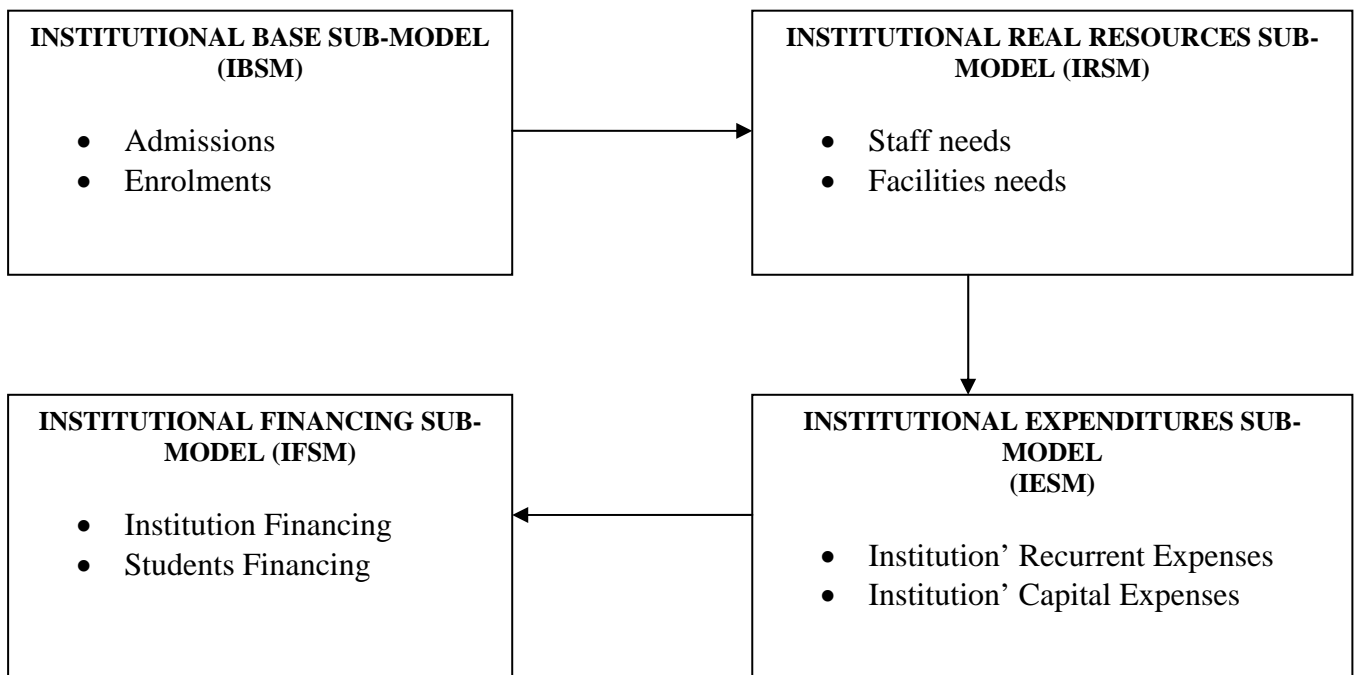 INSTITUTIONAL BASE SUB-MODEL
(IBSM)
• Admissions
• Enrolments
INSTITUTIONAL REAL RESOURCES SUB-
MODEL (IRSM)
• Staff needs
• Facilities needs
INSTITUTIONAL FINANCING SUB-
MODEL (IFSM)
• Institution Financing
• Students Financing
INSTITUTIONAL EXPENDITURES SUB-
MODEL
(IESM)
• Institution’ Recurrent Expenses
• Institution’ Capital Expenses